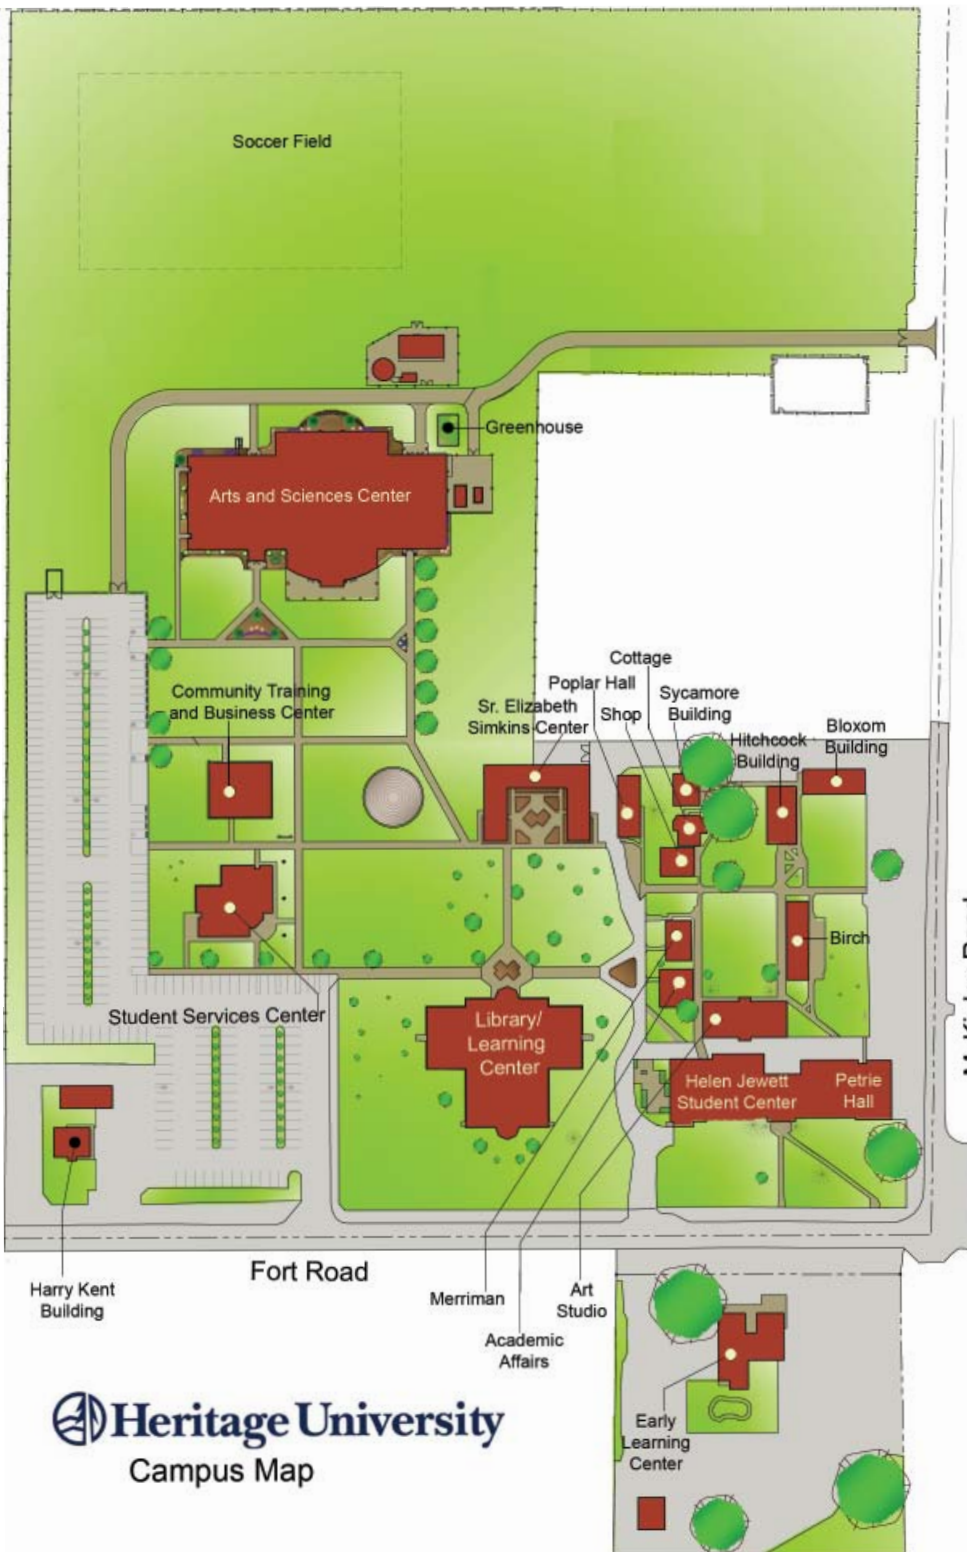 Soccer Field
Greenhouse
Arts and Sciences Center
Cottage
Poplar Hall
Sycamore
Building
Community Training
and Business Center
Sr. Elizabeth
Simkins Center
Shop
Hitchcock
Building
Bloxom
Building
Birch
Student Services Center
Library/
Learning
Center
Helen Jewett
Student Center
Petrie
Hall
Fort Road
Harry Kent
Building
Merriman
Art
Studio
Academic
Affairs
Early
Learning
Center
Heritage University
Campus Map